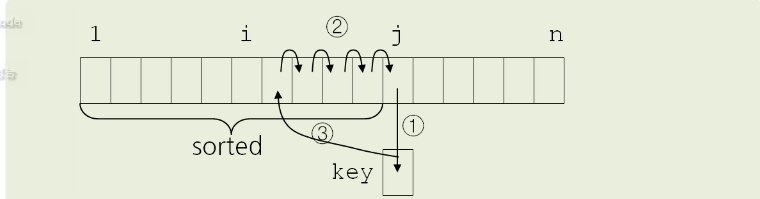 ②
1 i j n
①
③
sorted
key